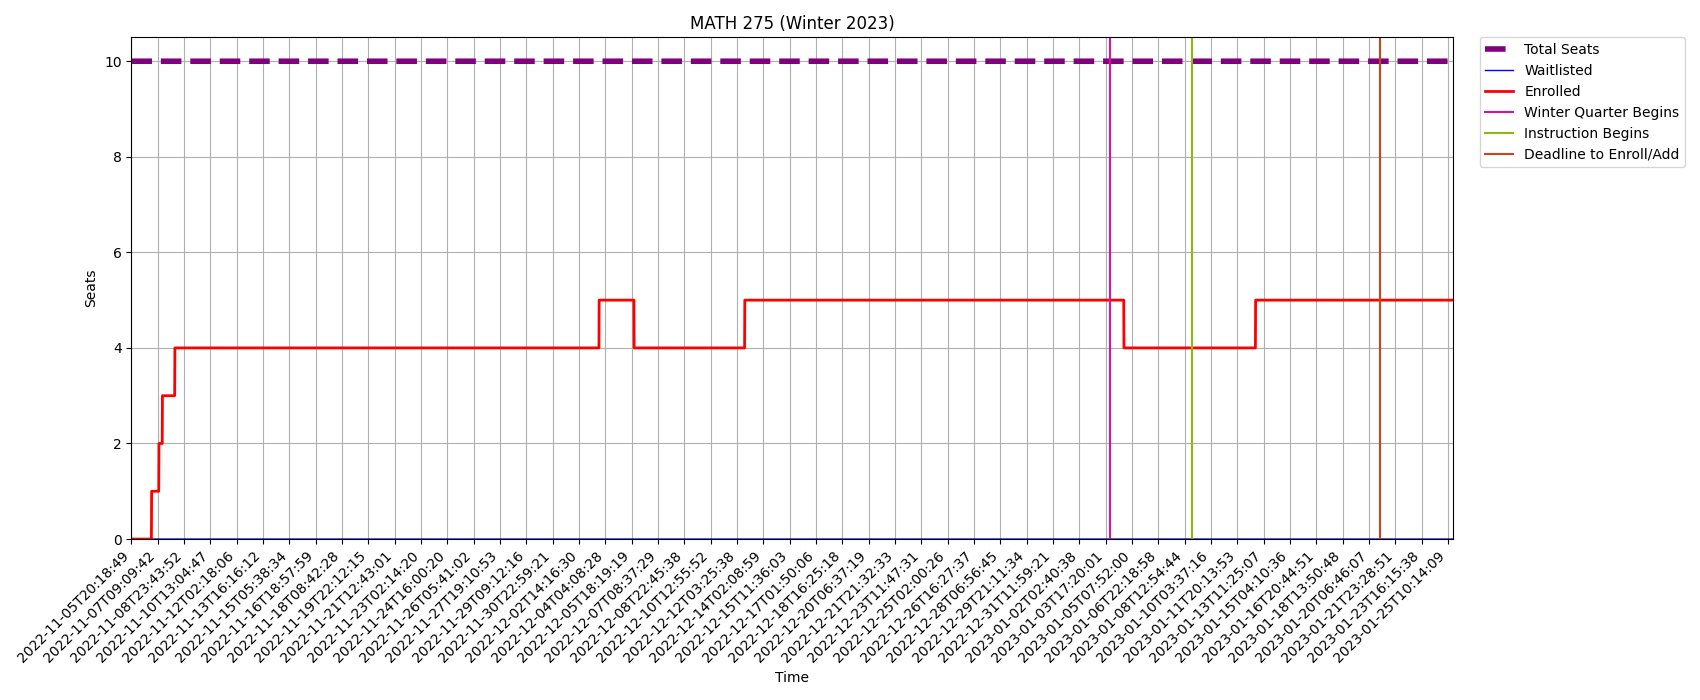 MATH 275 (Winter 2023)
Total Seats
Waitlisted
Enrolled
Winter Quarter Begins
Instruction Begins
Deadline to Enroll/Add
Seats
10
8
6
4
2
0
2022-11-05T20:18:49
2022-11-07T09:09:42
2022-11-08T23:43:52
2022-11-10T13:04:47
2022-11-12T02:18:06
2022-11-13T16:16:12
2022-11-15T05:38:34
2022-11-16T18:57:59
2022-11-18T08:42:28
2022-11-19T22:12:15
2022-11-21T12:43:01
2022-11-23T02:14:20
2022-11-24T16:00:20
2022-11-26T05:41:02
2022-11-27T19:10:53
2022-11-29T09:12:16
2022-11-30T22:59:21
2022-12-02T14:16:30
2022-12-04T04:08:28
2022-12-05T18:19:19
2022-12-07T08:37:29
2022-12-08T22:45:38
2022-12-10T12:55:52
2022-12-12T03:25:38
2022-12-14T02:08:59
2022-12-15T11:36:03
2022-12-17T01:50:06
2022-12-18T16:25:18
2022-12-20T06:37:19
2022-12-21T21:32:33
2022-12-23T11:47:31
2022-12-25T02:00:26
2022-12-26T16:27:37
2022-12-28T06:56:45
2022-12-29T21:11:34
2022-12-31T11:59:21
2023-01-02T02:40:38
2023-01-03T17:20:01
2023-01-05T07:52:00
2023-01-06T22:18:58
2023-01-08T12:54:44
2023-01-10T03:37:16
2023-01-11T20:13:53
2023-01-13T11:25:07
2023-01-15T04:10:36
2023-01-16T20:44:51
2023-01-18T13:50:48
2023-01-20T06:46:07
2023-01-21T23:28:51
2023-01-23T16:15:38
2023-01-25T10:14:09
Time